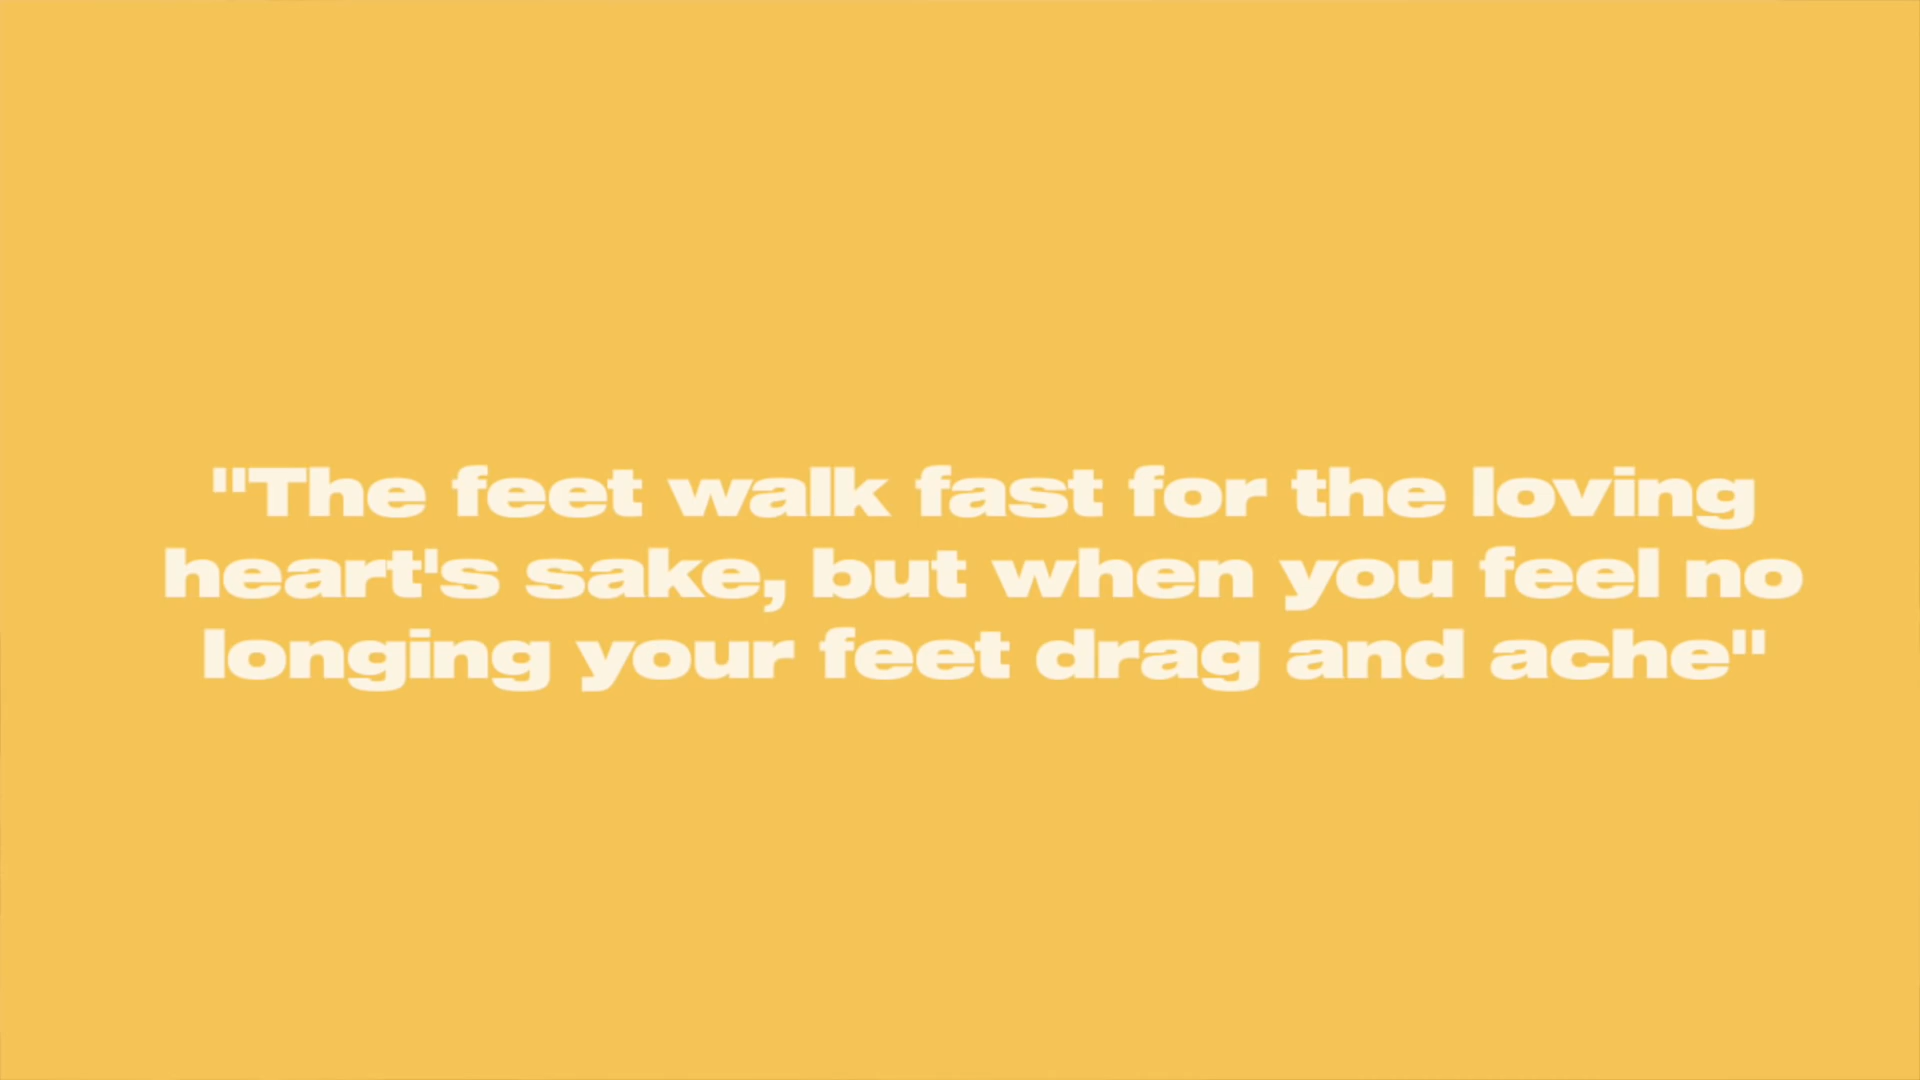 "The feet walk fast for the loving
heart's sake, but when you feel no
longing your feet drag and ache"